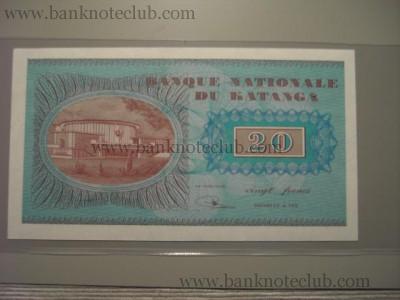 www.banknoteclub.com
BANQUE NATIONALE
DU KATANGA
www.banknoteclub.com
20
vingt francs
www.banknoteclub.com